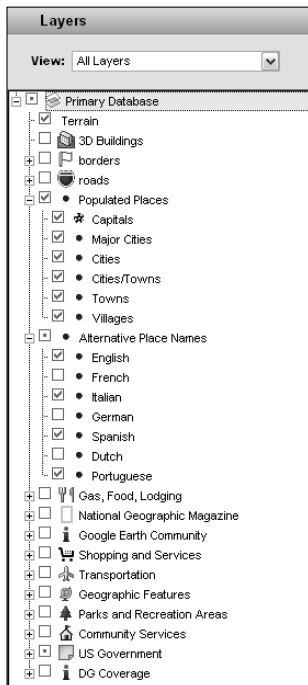 Layers
View: All Layers
Primary Database
Terrain
3D Buildings
borders
roads
Populated Places
Capitals
Major Cities
Cities
Cities/Towns
Towns
Villages
Alternative Place Names
English
French
Italian
German
Spanish
Dutch
Portuguese
Gas, Food, Lodging
National Geographic Magazine
Google Earth Community
Shopping and Services
Transportation
Geographic Features
Parks and Recreation Areas
Community Services
US Government
DG Coverage